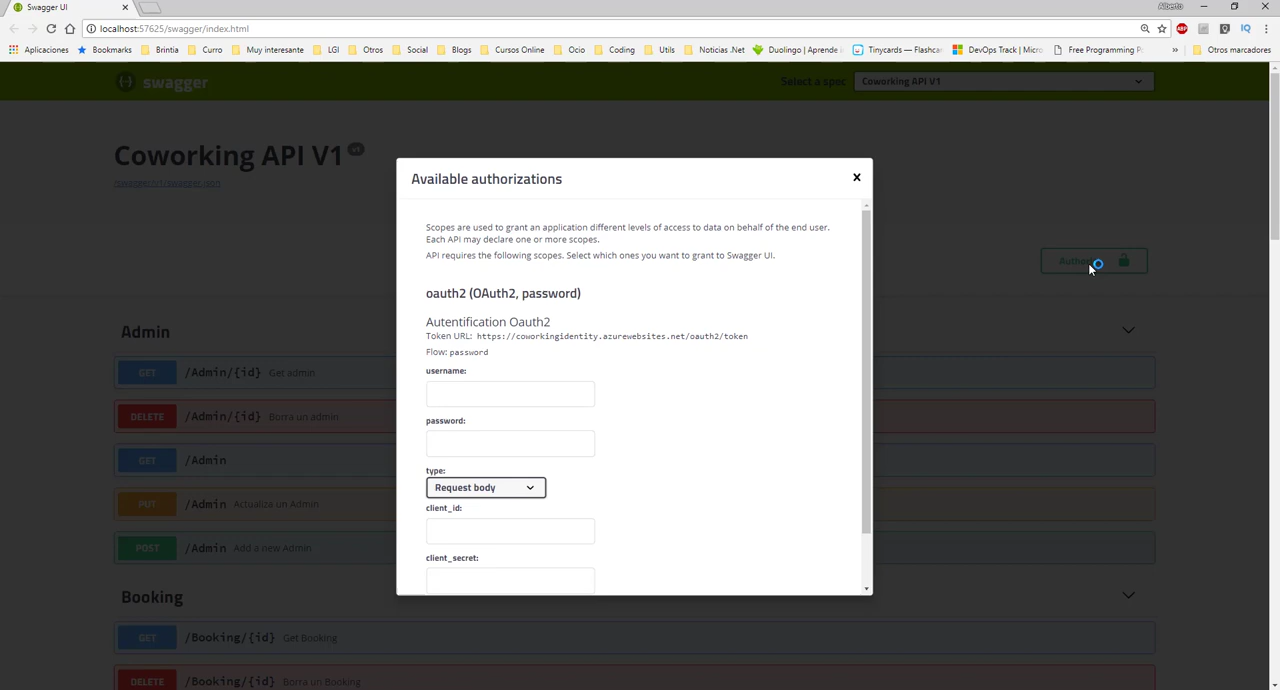 Swagger UI
Alberto
localhost:57625/swagger/index.html
Aplicaciones Bookmarks Brintia Curro Muy interesante LGI Otros Social Blogs Cursos Online Ocio Coding Utils Noticias .Net Duolingo | Aprende i Tinycards — Flashcar DevOps Track | Micro Free Programming P » Otros marcadores
swagger Select a spec Coworking API V1
Coworking API V1 v1
/swagger/v1/swagger.json
Available authorizations
Scopes are used to grant an application different levels of access to data on behalf of the end user.
Each API may declare one or more scopes.
API requires the following scopes. Select which ones you want to grant to Swagger UI.
oauth2 (OAuth2, password)
Autentification Oauth2
Token URL: https://coworkingidentity.azurewebsites.net/oauth2/token
Flow: password
username:
password:
type:
Request body
client_id:
client_secret:
Admin
GET /Admin/{id} Get admin
DELETE /Admin/{id} Borra un admin
GET /Admin
PUT /Admin Actualiza un Admin
POST /Admin Add a new Admin
Booking
GET /Booking/{id} Get Booking
DELETE /Booking/{id} Borra un Booking